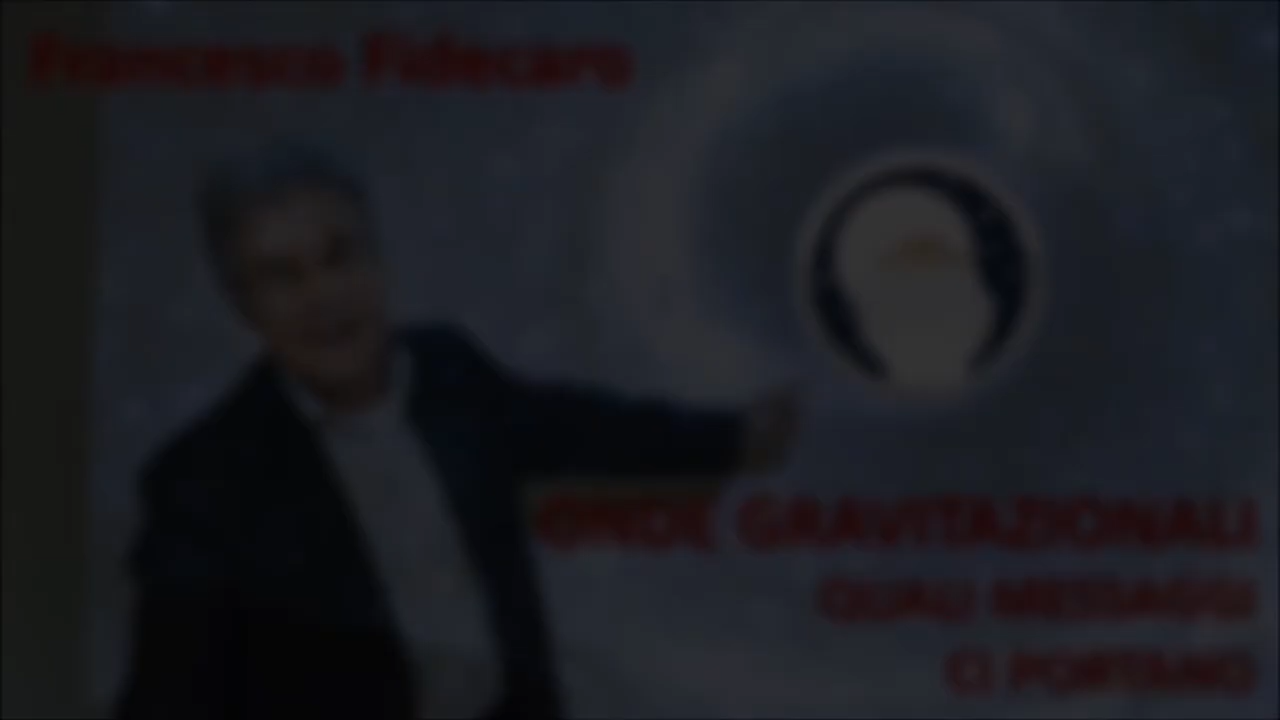 Francesco Fidecaro
ONDE GRAVITAZIONALI
QUALI MESSAGGI
CI PORTANO